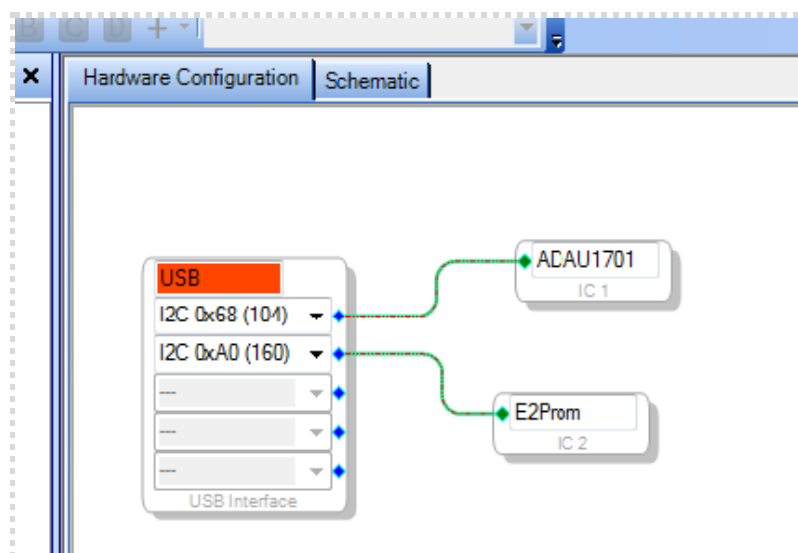 B C D +
Hardware Configuration Schematic
USB
I2C 0x68 (104)
I2C 0xA0 (160)
---
---
---
USB Interface
ADAU1701
IC 1
E2Prom
IC 2